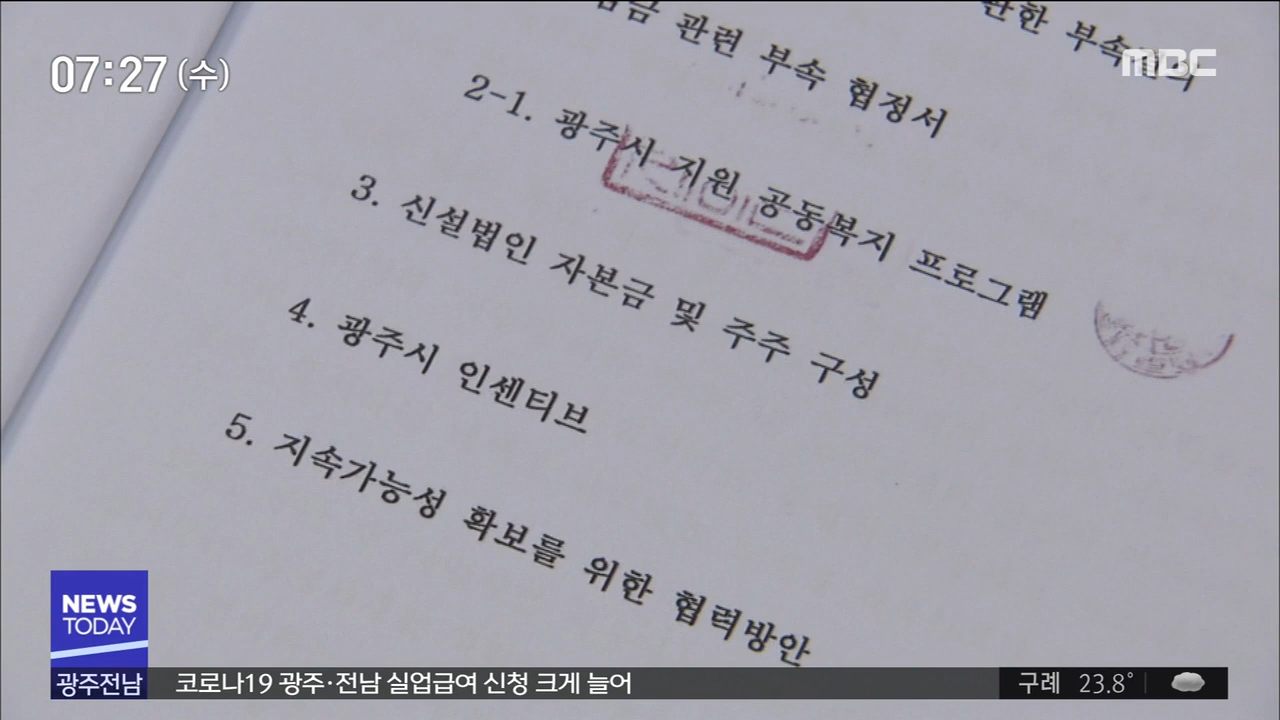 07:27 (수)
MBC
관한 부속
관련 부속 협정서
2-1. 광주시 지원 공동복지 프로그램
3. 신설법인 자본금 및 주주 구성
4. 광주시 인센티브
5. 지속가능성 확보를 위한 협력방안
NEWS
TODAY
광주전남 코로나19 광주·전남 실업급여 신청 크게 늘어 구례 23.8°